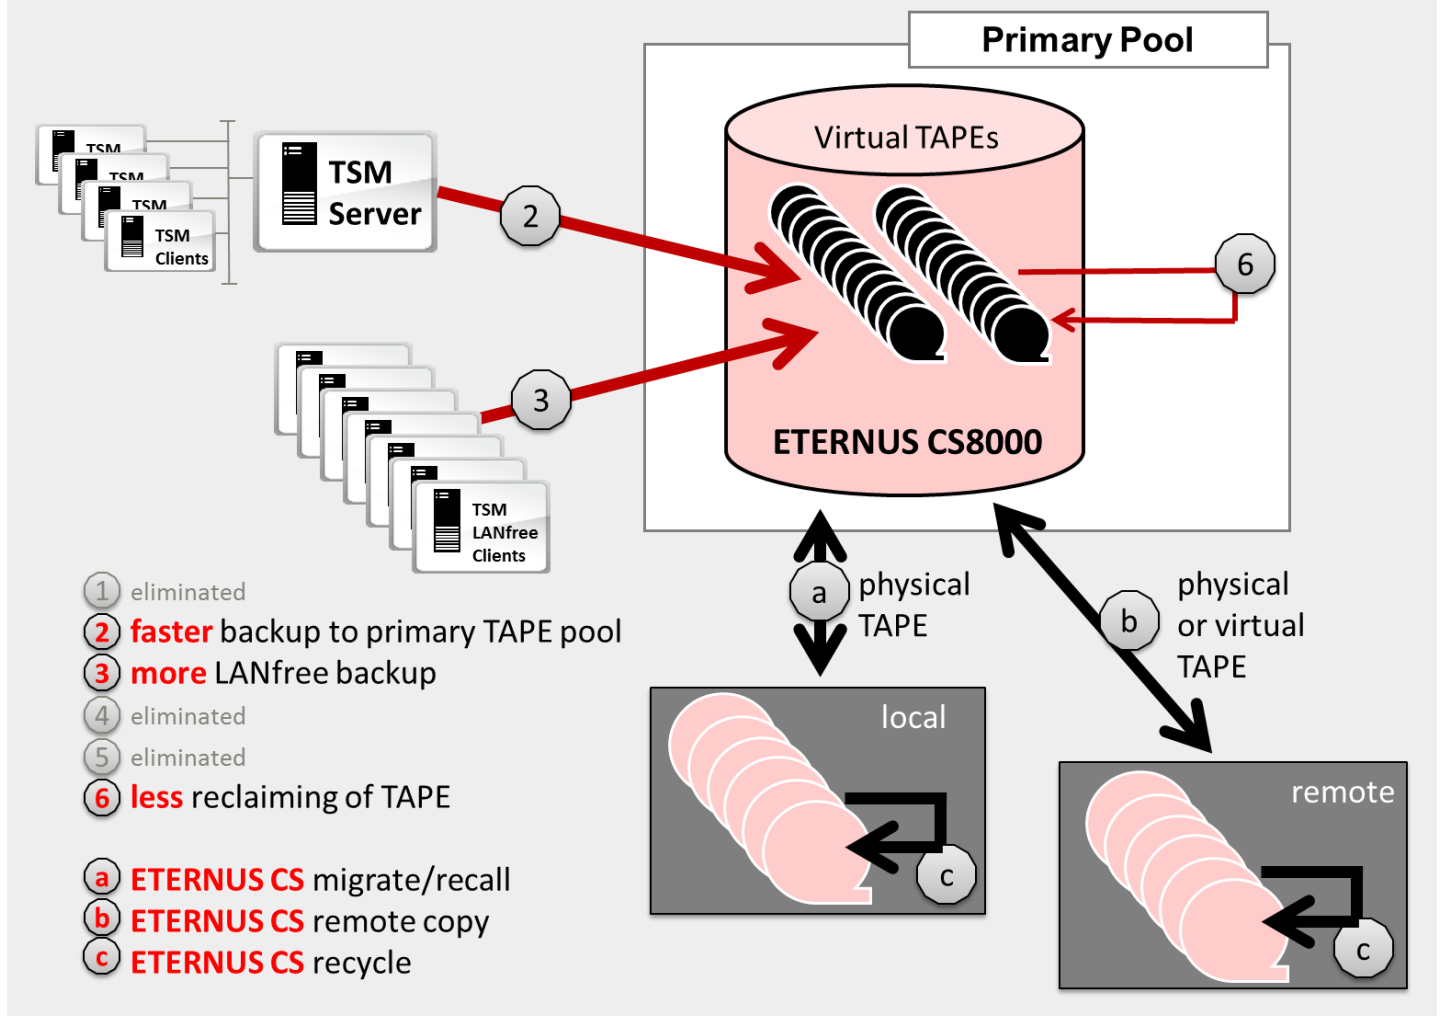 Primary Pool
Virtual TAPEs
TSM
TSM
TSM
TSM
Clients
TSM
Server
2
6
3
ETERNUS CS8000
TSM
LANfree
Clients
a
physical
TAPE
b
physical
or virtual
TAPE
1 eliminated
2 faster backup to primary TAPE pool
3 more LANfree backup
4 eliminated
5 eliminated
6 less reclaiming of TAPE
a ETERNUS CS migrate/recall
b ETERNUS CS remote copy
c ETERNUS CS recycle
local
c
remote
c